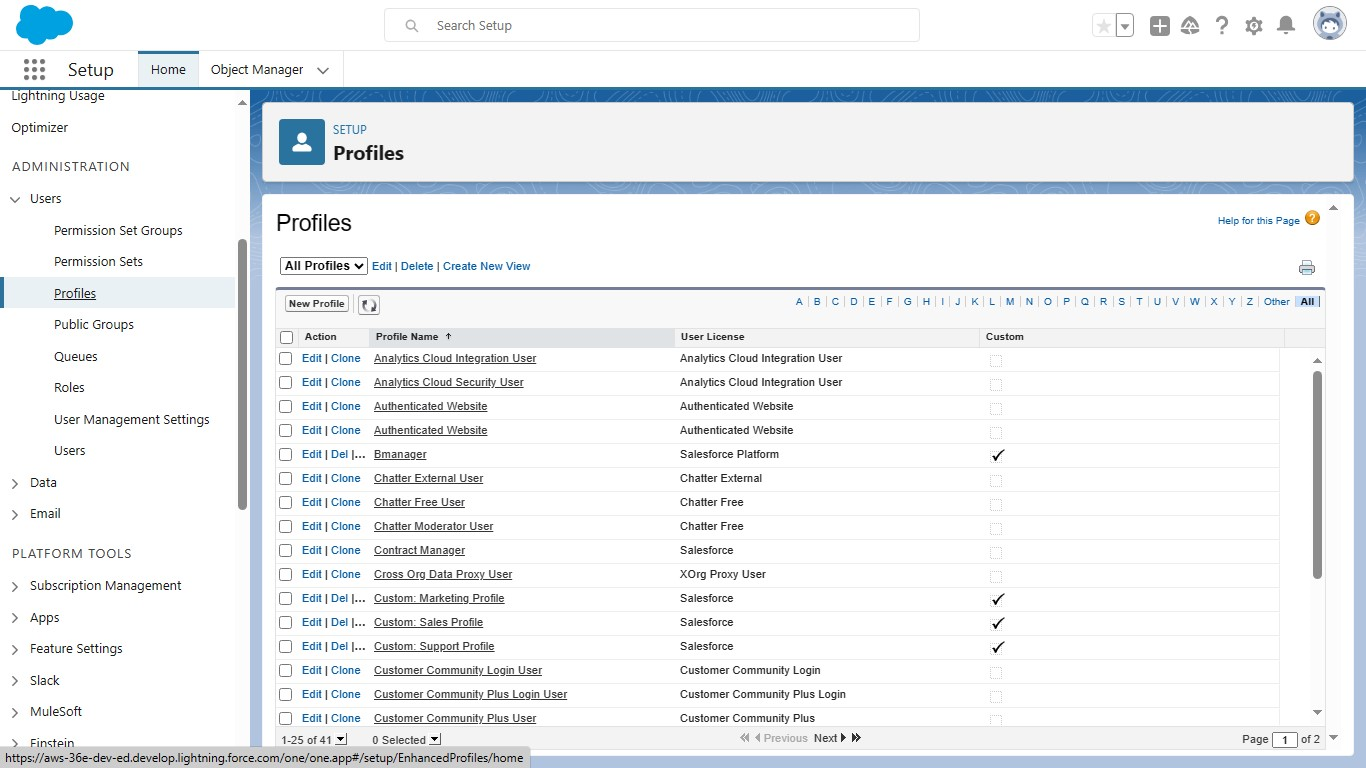 Search Setup
Setup
Home
Object Manager
Lightning Usage
Optimizer
ADMINISTRATION
Users
Permission Set Groups
Permission Sets
Profiles
Public Groups
Queues
Roles
User Management Settings
Users
Data
Email
PLATFORM TOOLS
Subscription Management
Apps
Feature Settings
Slack
MuleSoft
Einstein
SETUP
Profiles
Profiles
Help for this Page ?
All Profiles Edit | Delete | Create New View
New Profile
A | B | C | D | E | F | G | H | I | J | K | L | M | N | O | P | Q | R | S | T | U | V | W | X | Y | Z | Other | All
Action Profile Name ↑ User License Custom
Edit | Clone Analytics Cloud Integration User Analytics Cloud Integration User
Edit | Clone Analytics Cloud Security User Analytics Cloud Integration User
Edit | Clone Authenticated Website Authenticated Website
Edit | Clone Authenticated Website Authenticated Website
Edit | Del |... Bmanager Salesforce Platform ✓
Edit | Clone Chatter External User Chatter External
Edit | Clone Chatter Free User Chatter Free
Edit | Clone Chatter Moderator User Chatter Free
Edit | Clone Contract Manager Salesforce
Edit | Clone Cross Org Data Proxy User XOrg Proxy User
Edit | Del |... Custom: Marketing Profile Salesforce ✓
Edit | Del |... Custom: Sales Profile Salesforce ✓
Edit | Del |... Custom: Support Profile Salesforce ✓
Edit | Clone Customer Community Login User Customer Community Login
Edit | Clone Customer Community Plus Login User Customer Community Plus Login
Edit | Clone Customer Community Plus User Customer Community Plus
1-25 of 41 0 Selected Previous Next Page 1 of 2
https://aws-36e-dev-ed.develop.lightning.force.com/one/one.app#/setup/EnhancedProfiles/home